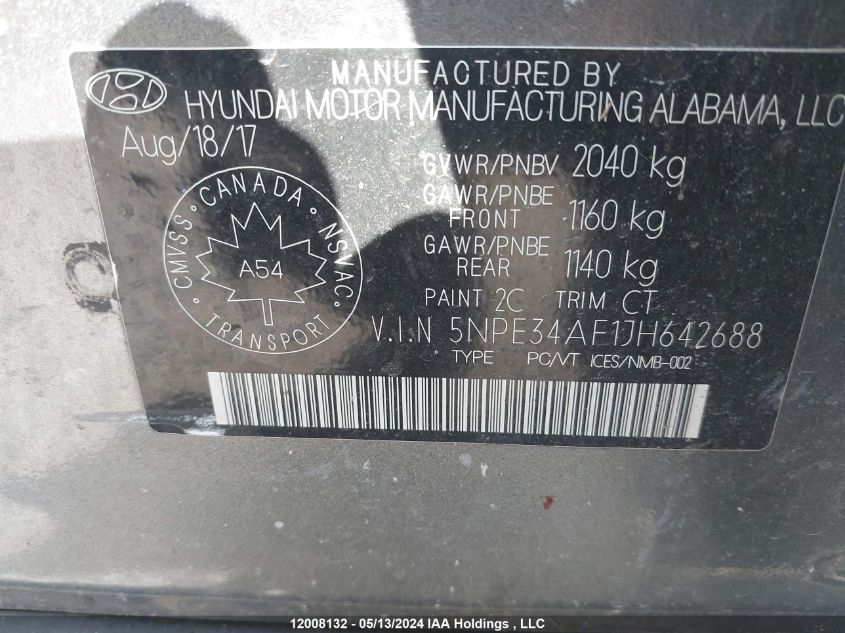 MANUFACTURED BY
HYUNDAI MOTOR MANUFACTURING ALABAMA, LLC
Aug/18/17
GVWR/PNBV 2040 kg
GAWR/PNBE FRONT 1160 kg
GAWR/PNBE REAR 1140 kg
PAINT 2C TRIM CT
CANADA
CMVSS · NSVAC
A54
TRANSPORT
V.I.N 5NPE34AF1JH642688
TYPE PC/VT ICES/NMB-002
12008132 - 05/13/2024 IAA Holdings , LLC